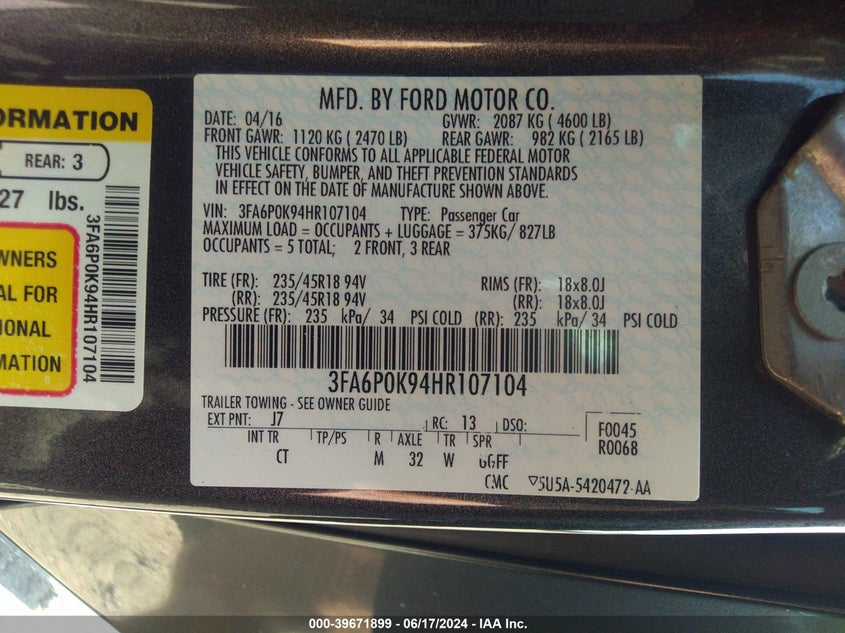 ORMATION
REAR: 3
27 lbs.
3FA6P0K94HR107104
WNERS
AL FOR
IONAL
MATION
MFD. BY FORD MOTOR CO.
DATE: 04/16 GVWR: 2087 KG ( 4600 LB)
FRONT GAWR: 1120 KG ( 2470 LB) REAR GAWR: 982 KG ( 2165 LB)
THIS VEHICLE CONFORMS TO ALL APPLICABLE FEDERAL MOTOR
VEHICLE SAFETY, BUMPER, AND THEFT PREVENTION STANDARDS
IN EFFECT ON THE DATE OF MANUFACTURE SHOWN ABOVE.
VIN: 3FA6P0K94HR107104 TYPE: Passenger Car
MAXIMUM LOAD = OCCUPANTS + LUGGAGE = 375KG/ 827LB
OCCUPANTS = 5 TOTAL; 2 FRONT, 3 REAR
TIRE (FR): 235/45R18 94V RIMS (FR): 18x8.0J
(RR): 235/45R18 94V (RR): 18x8.0J
PRESSURE (FR): 235 kPa/ 34 PSI COLD (RR): 235 kPa/ 34 PSI COLD
3FA6P0K94HR107104
TRAILER TOWING - SEE OWNER GUIDE
EXT PNT: J7 RC: 13 DSO: F0045
R0068
INT TR TP/PS R AXLE TR SPR
CT M 32 W GGFF
CMC 5U5A-5420472-AA
000-39671899 - 06/17/2024 - IAA Inc.